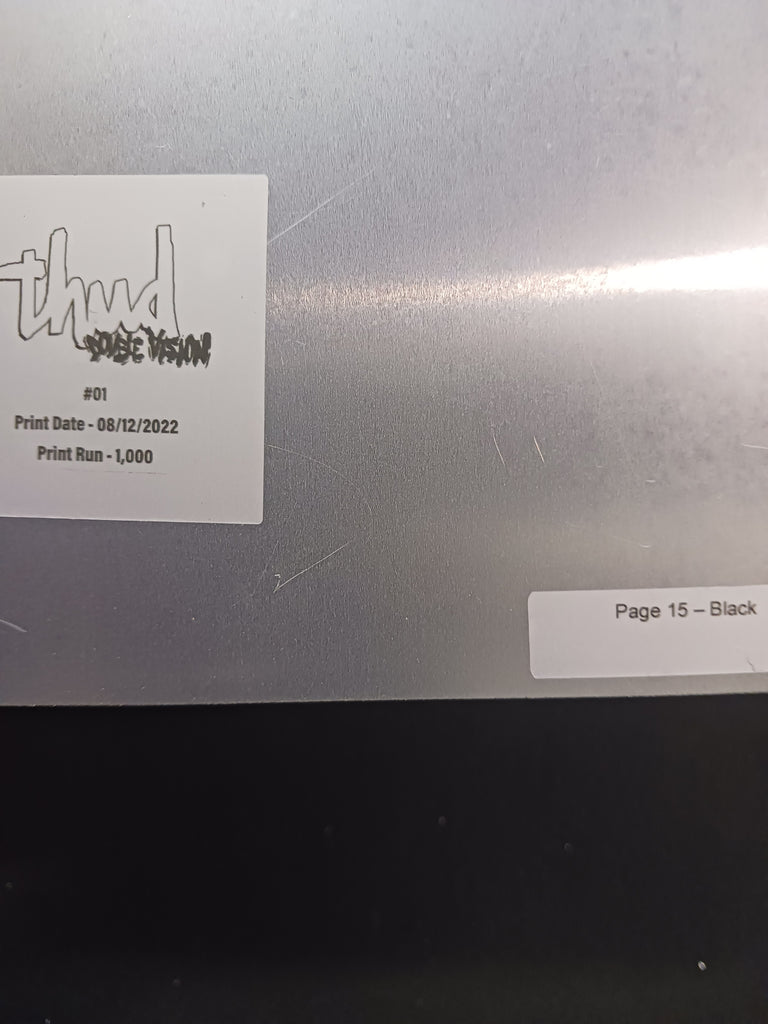 thud
DOUBLE VISION!
#01
Print Date - 08/12/2022
Print Run - 1,000
Page 15 – Black